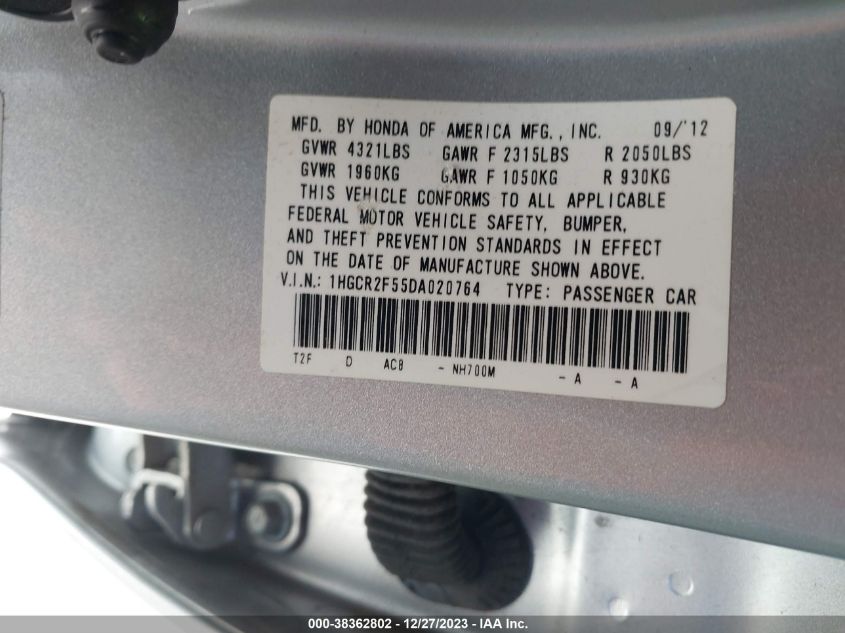 MFD. BY HONDA OF AMERICA MFG., INC. 09/'12
GVWR 4321LBS GAWR F 2315LBS R 2050LBS
GVWR 1960KG GAWR F 1050KG R 930KG
THIS VEHICLE CONFORMS TO ALL APPLICABLE
FEDERAL MOTOR VEHICLE SAFETY, BUMPER,
AND THEFT PREVENTION STANDARDS IN EFFECT
ON THE DATE OF MANUFACTURE SHOWN ABOVE.
V.I.N.: 1HGCR2F55DA020764 TYPE: PASSENGER CAR
T2F D AC8 - NH700M - A - A
000-38362802 - 12/27/2023 - IAA Inc.